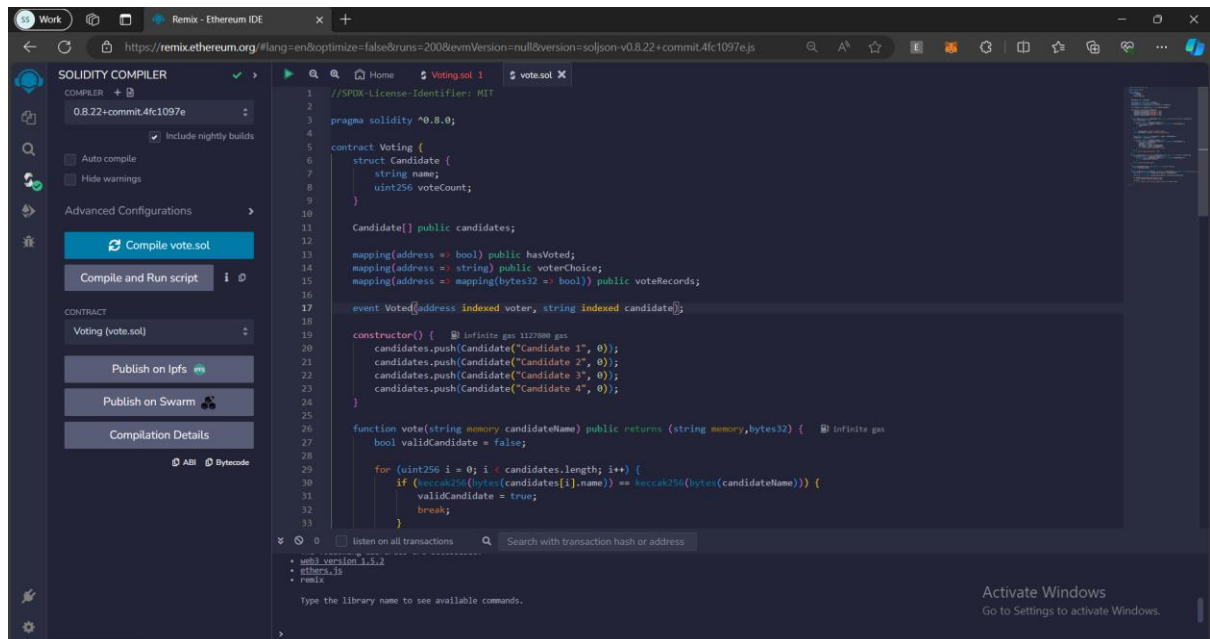 SS Work
Remix - Ethereum IDE
https://remix.ethereum.org/#lang=en&optimize=false&runs=200&evmVersion=null&version=soljson-v0.8.22+commit.4fc1097e.js
SOLIDITY COMPILER
COMPILER
0.8.22+commit.4fc1097e
Include nightly builds
Auto compile
Hide warnings
Advanced Configurations
Compile vote.sol
Compile and Run script
CONTRACT
Voting (vote.sol)
Publish on Ipfs
Publish on Swarm
Compilation Details
ABI Bytecode
Home Voting.sol 1 vote.sol
1 //SPDX-License-Identifier: MIT
2
3 pragma solidity ^0.8.0;
4
5 contract Voting {
6 struct Candidate {
7 string name;
8 uint256 voteCount;
9 }
10
11 Candidate[] public candidates;
12
13 mapping(address => bool) public hasVoted;
14 mapping(address => string) public voterChoice;
15 mapping(address => mapping(bytes32 => bool)) public voteRecords;
16
17 event Voted(address indexed voter, string indexed candidate);
18
19 constructor() { infinite gas 1127800 gas
20 candidates.push(Candidate("Candidate 1", 0));
21 candidates.push(Candidate("Candidate 2", 0));
22 candidates.push(Candidate("Candidate 3", 0));
23 candidates.push(Candidate("Candidate 4", 0));
24 }
25
26 function vote(string memory candidateName) public returns (string memory,bytes32) { infinite gas
27 bool validCandidate = false;
28
29 for (uint256 i = 0; i < candidates.length; i++) {
30 if (keccak256(bytes(candidates[i].name)) == keccak256(bytes(candidateName))) {
31 validCandidate = true;
32 break;
33 }
0 listen on all transactions Search with transaction hash or address
web3 version 1.5.2
ethers.js
remix
Type the library name to see available commands.
>
Activate Windows
Go to Settings to activate Windows.